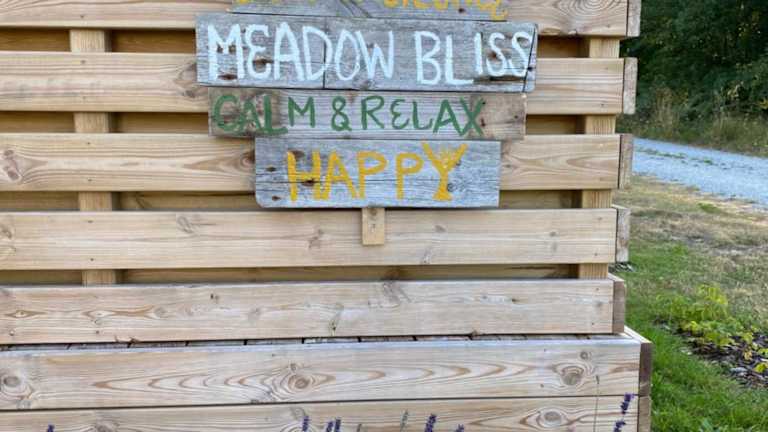 MEADOW BLISS
CALM & RELAX
HAPPY